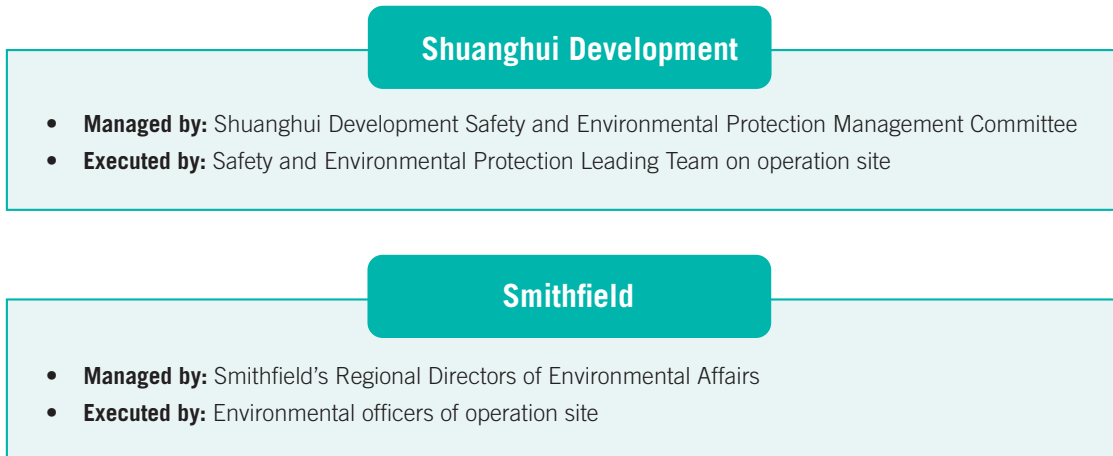 Shuanghui Development
• Managed by: Shuanghui Development Safety and Environmental Protection Management Committee
• Executed by: Safety and Environmental Protection Leading Team on operation site
Smithfield
• Managed by: Smithfield's Regional Directors of Environmental Affairs
• Executed by: Environmental officers of operation site